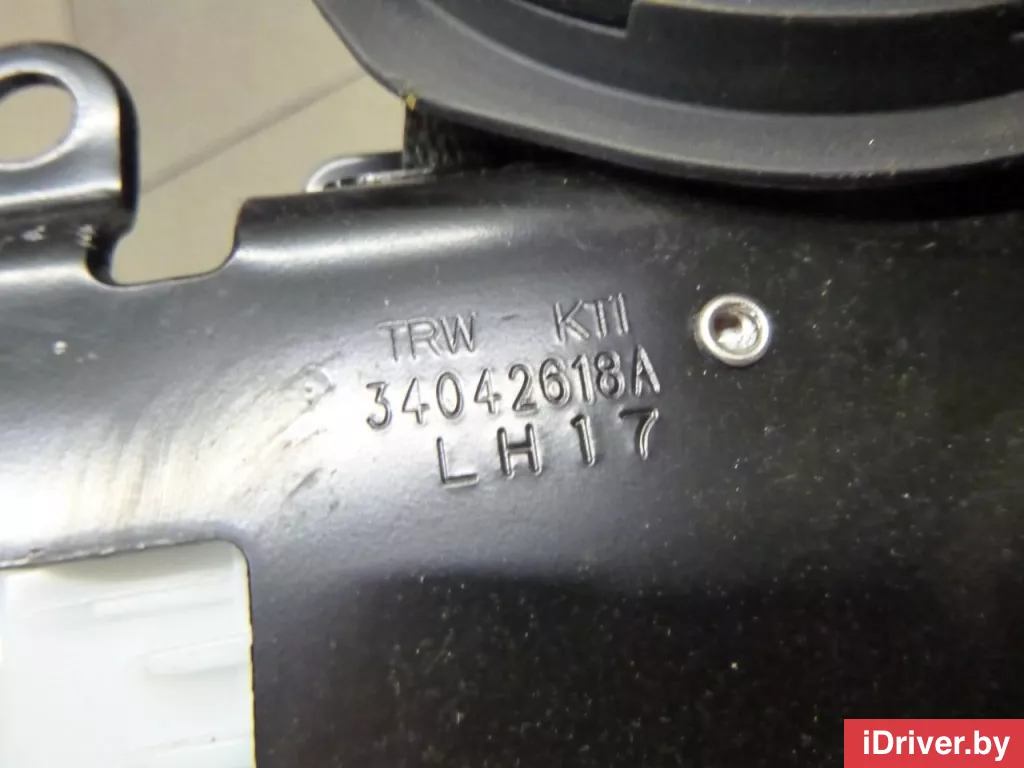 TRW KTI
34042618A
LH17
iDriver.by